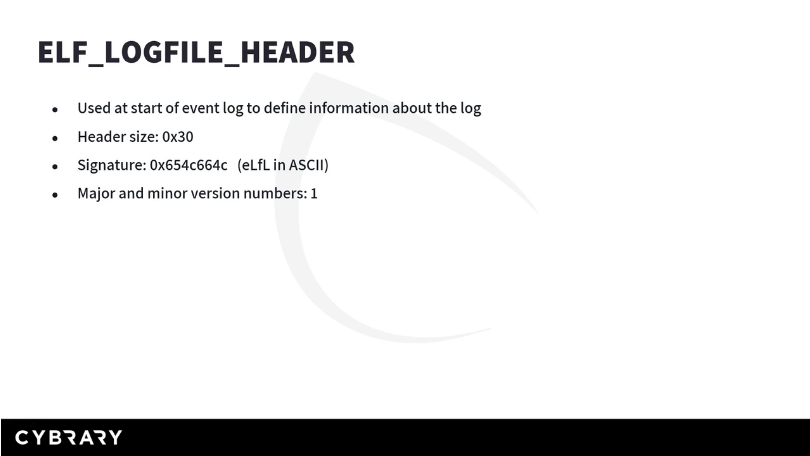 ELF_LOGFILE_HEADER
• Used at start of event log to define information about the log
• Header size: 0x30
• Signature: 0x654c664c (eLfL in ASCII)
• Major and minor version numbers: 1
CYBRARY